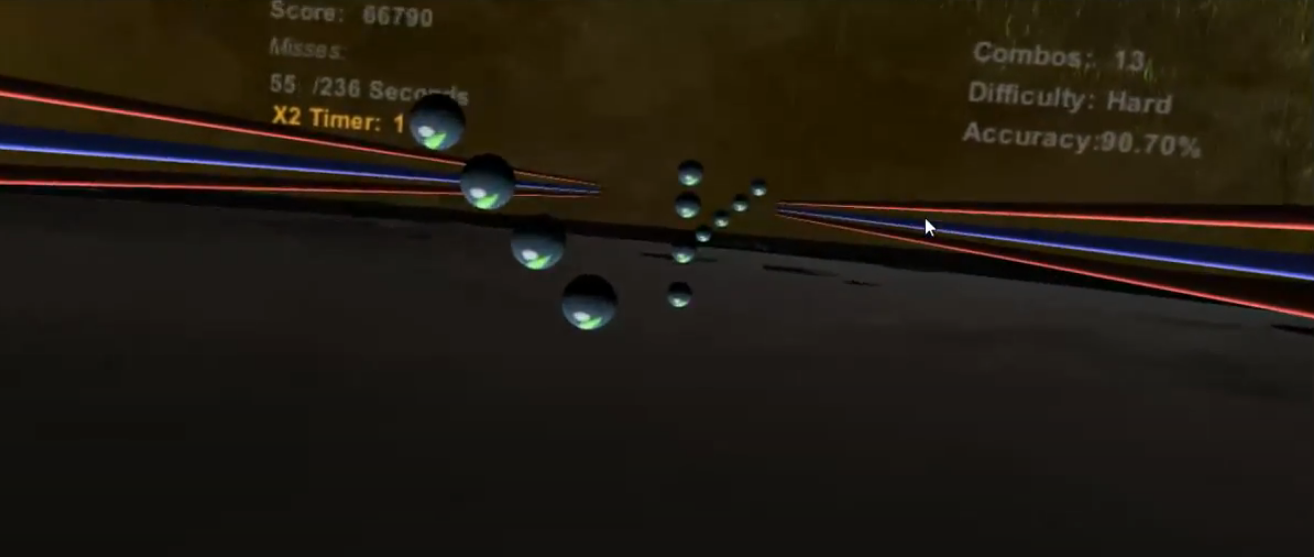 Score: 66790
Misses:
55 /236 Seconds
X2 Timer: 1
Combos: 13
Difficulty: Hard
Accuracy:90.70%